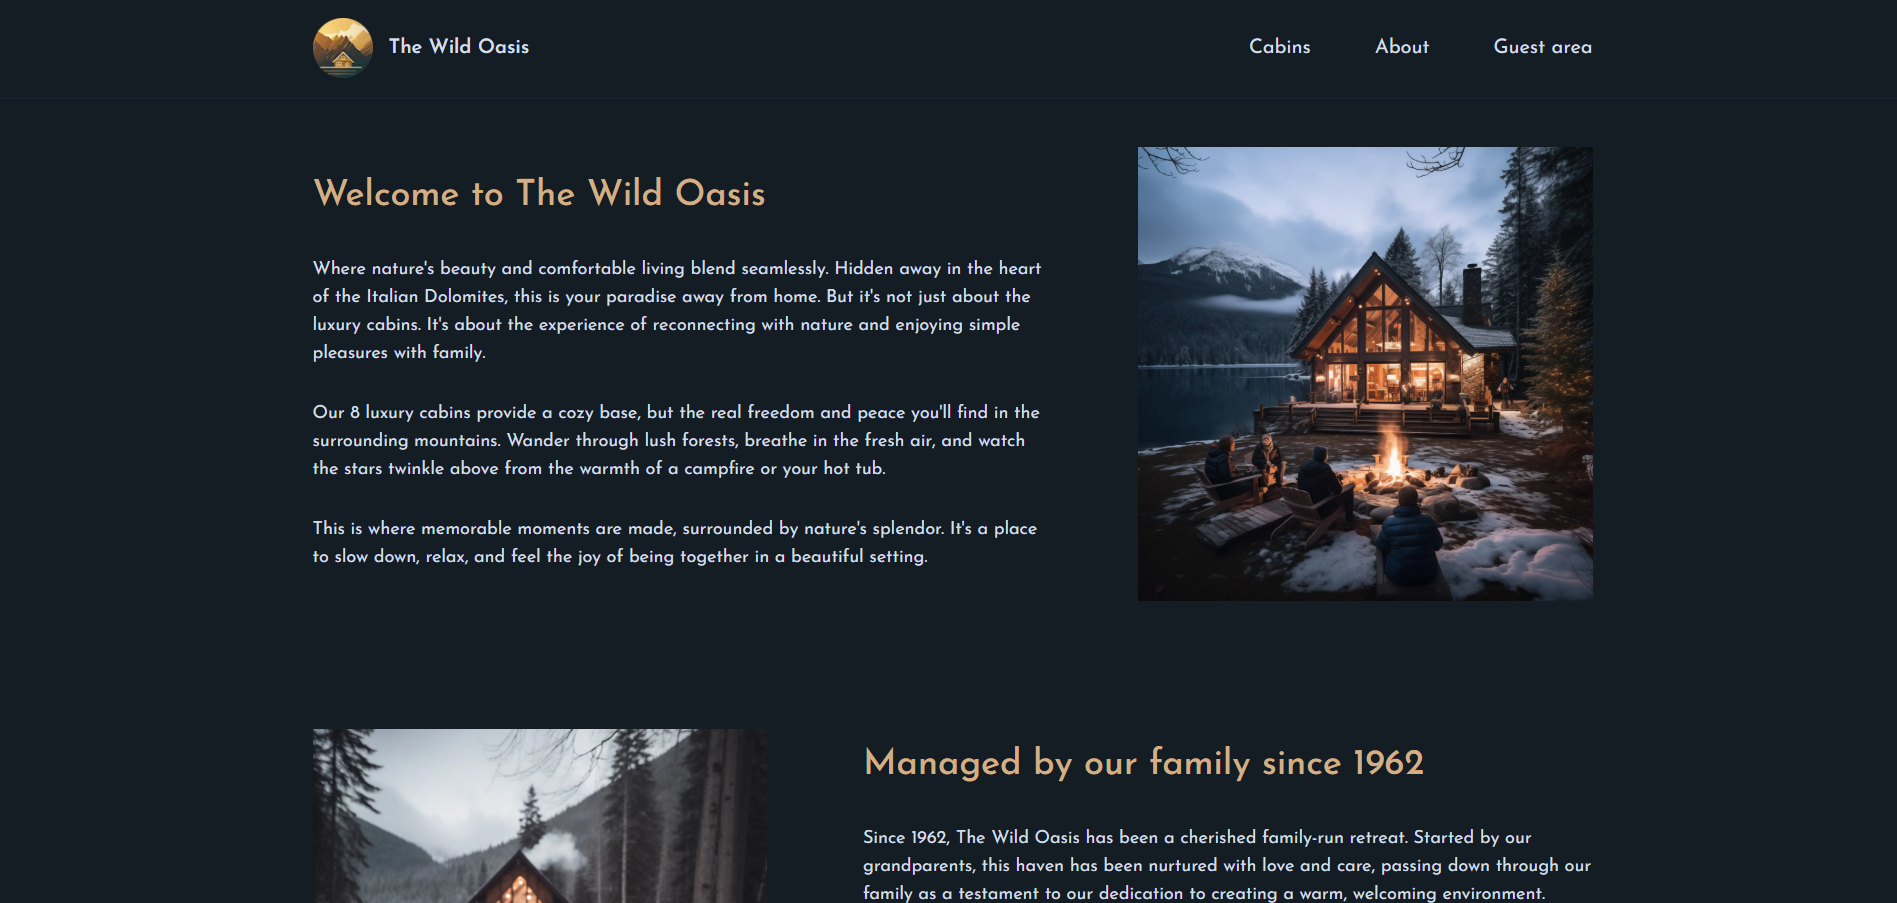 The Wild Oasis
Cabins
About
Guest area
Welcome to The Wild Oasis
Where nature's beauty and comfortable living blend seamlessly. Hidden away in the heart
of the Italian Dolomites, this is your paradise away from home. But it's not just about the
luxury cabins. It's about the experience of reconnecting with nature and enjoying simple
pleasures with family.
Our 8 luxury cabins provide a cozy base, but the real freedom and peace you'll find in the
surrounding mountains. Wander through lush forests, breathe in the fresh air, and watch
the stars twinkle above from the warmth of a campfire or your hot tub.
This is where memorable moments are made, surrounded by nature's splendor. It's a place
to slow down, relax, and feel the joy of being together in a beautiful setting.
Managed by our family since 1962
Since 1962, The Wild Oasis has been a cherished family-run retreat. Started by our
grandparents, this haven has been nurtured with love and care, passing down through our
family as a testament to our dedication to creating a warm, welcoming environment.